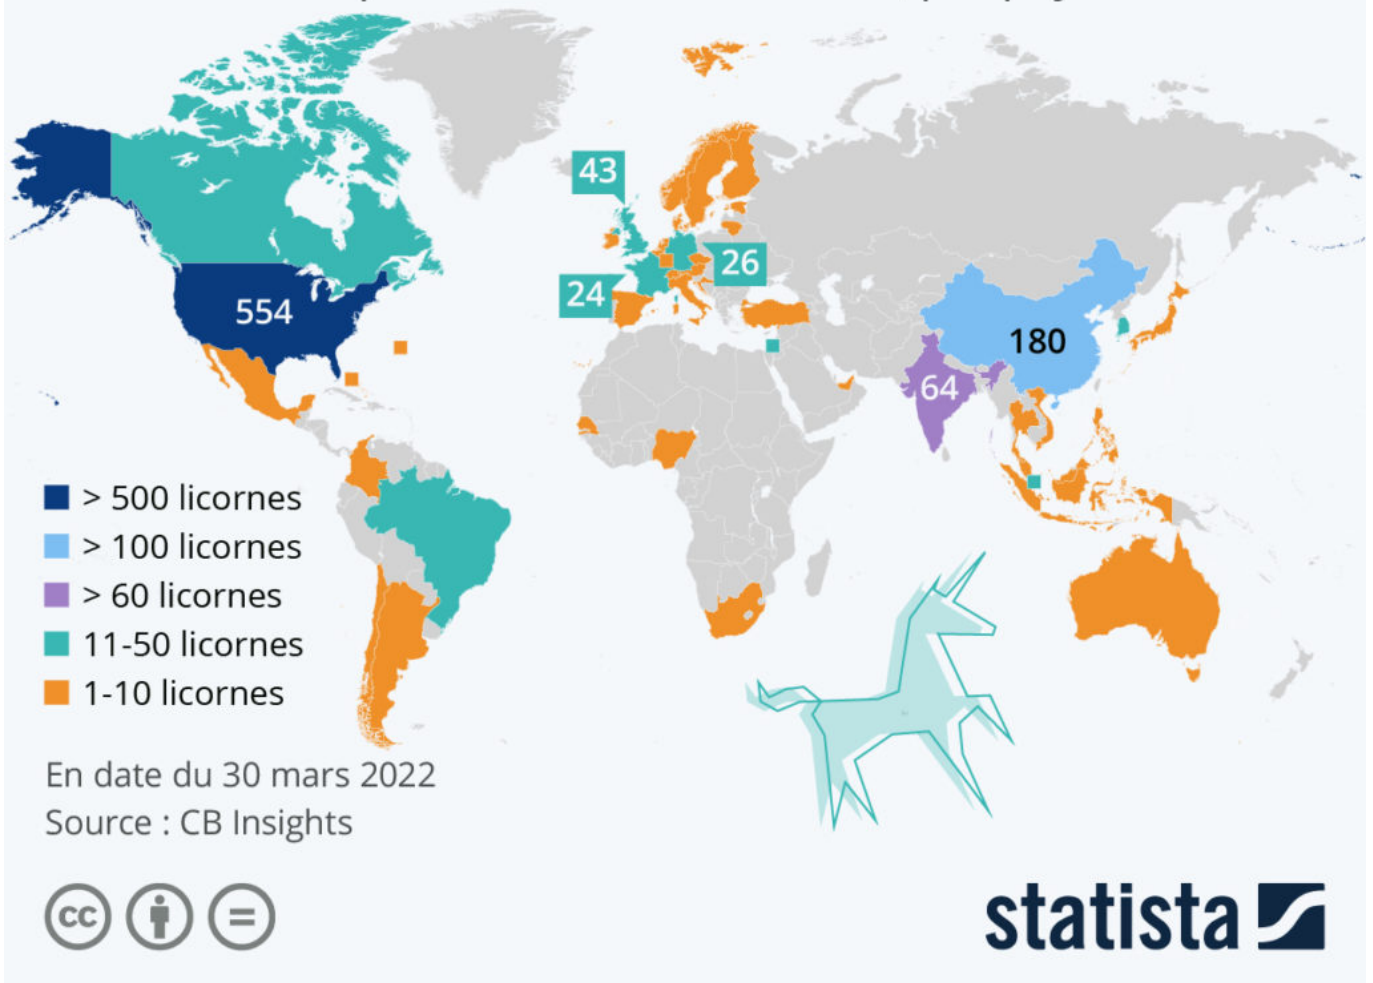 43
26
24
554
180
64
> 500 licornes
> 100 licornes
> 60 licornes
11-50 licornes
1-10 licornes
En date du 30 mars 2022
Source : CB Insights
cc
=
statista